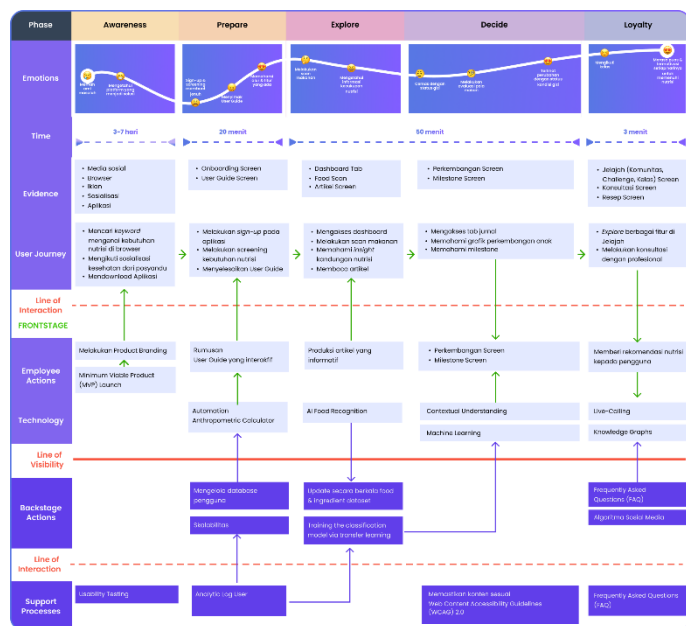 Phase
Awareness
Prepare
Explore
Decide
Loyalty
Emotions
Time
3-7 hari
20 menit
50 menit
3 menit
Evidence
• Media sosial
• Browser
• Iklan
• Sosialisasi
• Aplikasi
• Onboarding Screen
• User Guide Screen
• Dashboard Tab
• Food Scan
• Artikel Screen
• Perkembangan Screen
• Milestone Screen
• Jelajah (Komunitas,
Challenge, Kelas) Screen
• Konsultasi Screen
• Resep Screen
User Journey
• Mencari keyword
mengenai kebutuhan
nutrisi di browser
• Mengikuti sosialisasi
kesehatan dari posyandu
• Mendownload Aplikasi
• Melakukan sign-up pada
aplikasi
• Melakukan screening
kebutuhan nutrisi
• Menyelesaikan User Guide
• Mengakses dashboard
• Melakukan scan makanan
• Memahami insight
kandungan nutrisi
• Membaca artikel
• Mengakses tab jurnal
• Memahami grafik perkembangan anak
• Memahami milestone
• Explore berbagai fitur di
Jelajah
• Melakukan konsultasi
dengan profesional
Line of
Interaction
FRONTSTAGE
Employee
Actions
Melakukan Product Branding
Minimum Viable Product
(MVP) Launch
Rumusan
User Guide yang interaktif
Produksi artikel yang
informatif
• Perkembangan Screen
• Milestone Screen
Memberi rekomendasi nutrisi
kepada pengguna
Technology
Automation
Anthropometric Calculator
AI Food Recognition
Contextual Understanding
Machine Learning
Live-Calling
Knowledge Graphs
Line of
Visibility
Backstage
Actions
Mengelola database
pengguna
Skalabilitas
Update secara berkala food
& ingredient dataset
Training the classification
model via transfer learning
Frequently Asked
Questions (FAQ)
Algoritma Sosial Media
Line of
Interaction
Support
Processes
Usability Testing
Analytic Log User
Memastikan konten sesuai
Web Content Accessibility Guidelines
(WCAG) 2.0
Frequently Asked Questions
(FAQ)